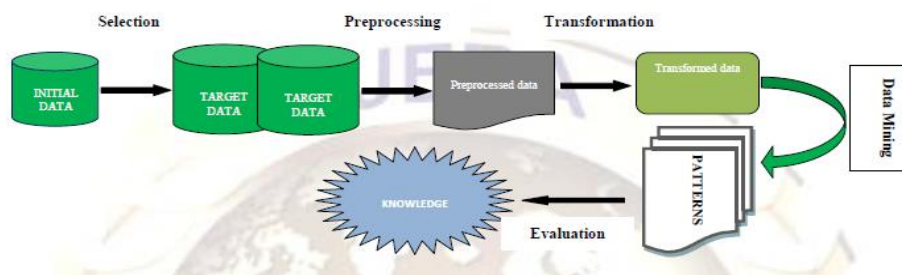 Selection
Preprocessing
Transformation
INITIAL
DATA
TARGET
DATA
TARGET
DATA
Preprocessed data
Transformed data
Data Mining
PATTERNS
KNOWLEDGE
Evaluation